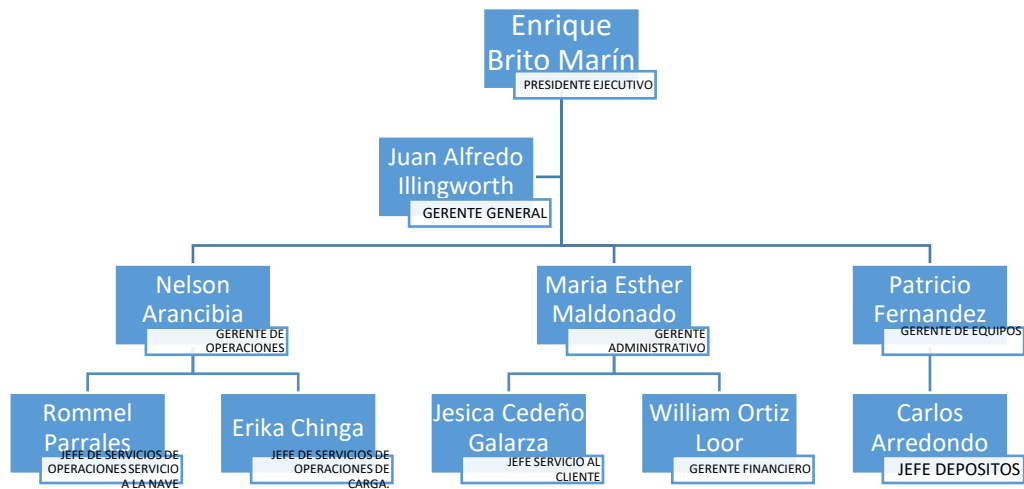 Enrique
Brito Marín
PRESIDENTE EJECUTIVO
Juan Alfredo
Illingworth
GERENTE GENERAL
Nelson
Arancibia
GERENTE DE
OPERACIONES
Maria Esther
Maldonado
GERENTE
ADMINISTRATIVO
Patricio
Fernandez
GERENTE DE EQUIPOS
Rommel
Parrales
JEFE DE SERVICIOS DE
OPERACIONES SERVICIO
A LA NAVE
Erika Chinga
JEFE DE SERVICIOS DE
OPERACIONES DE
CARGA.
Jesica Cedeño
Galarza
JEFE SERVICIO AL
CLIENTE
William Ortiz
Loor
GERENTE FINANCIERO
Carlos
Arredondo
JEFE DEPOSITOS